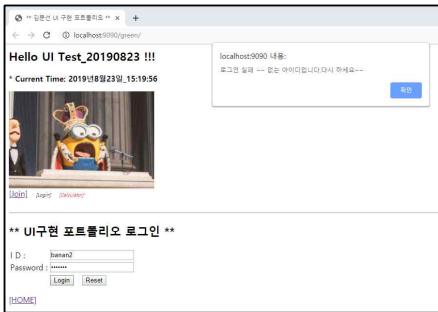 ** 김문선 UI 구현 포트폴리오 **
localhost:9090/green/
Hello UI Test_20190823 !!!
* Current Time: 2019년8월23일_15:19:56
localhost:9090 내용:
로그인 실패 ~~ 없는 아이디입니다.다시 하세요~~
확인
[Join] [Login] [Calculator]
** UI구현 포트폴리오 로그인 **
I D : banan2
Password : •••••••
Login Reset
[HOME]